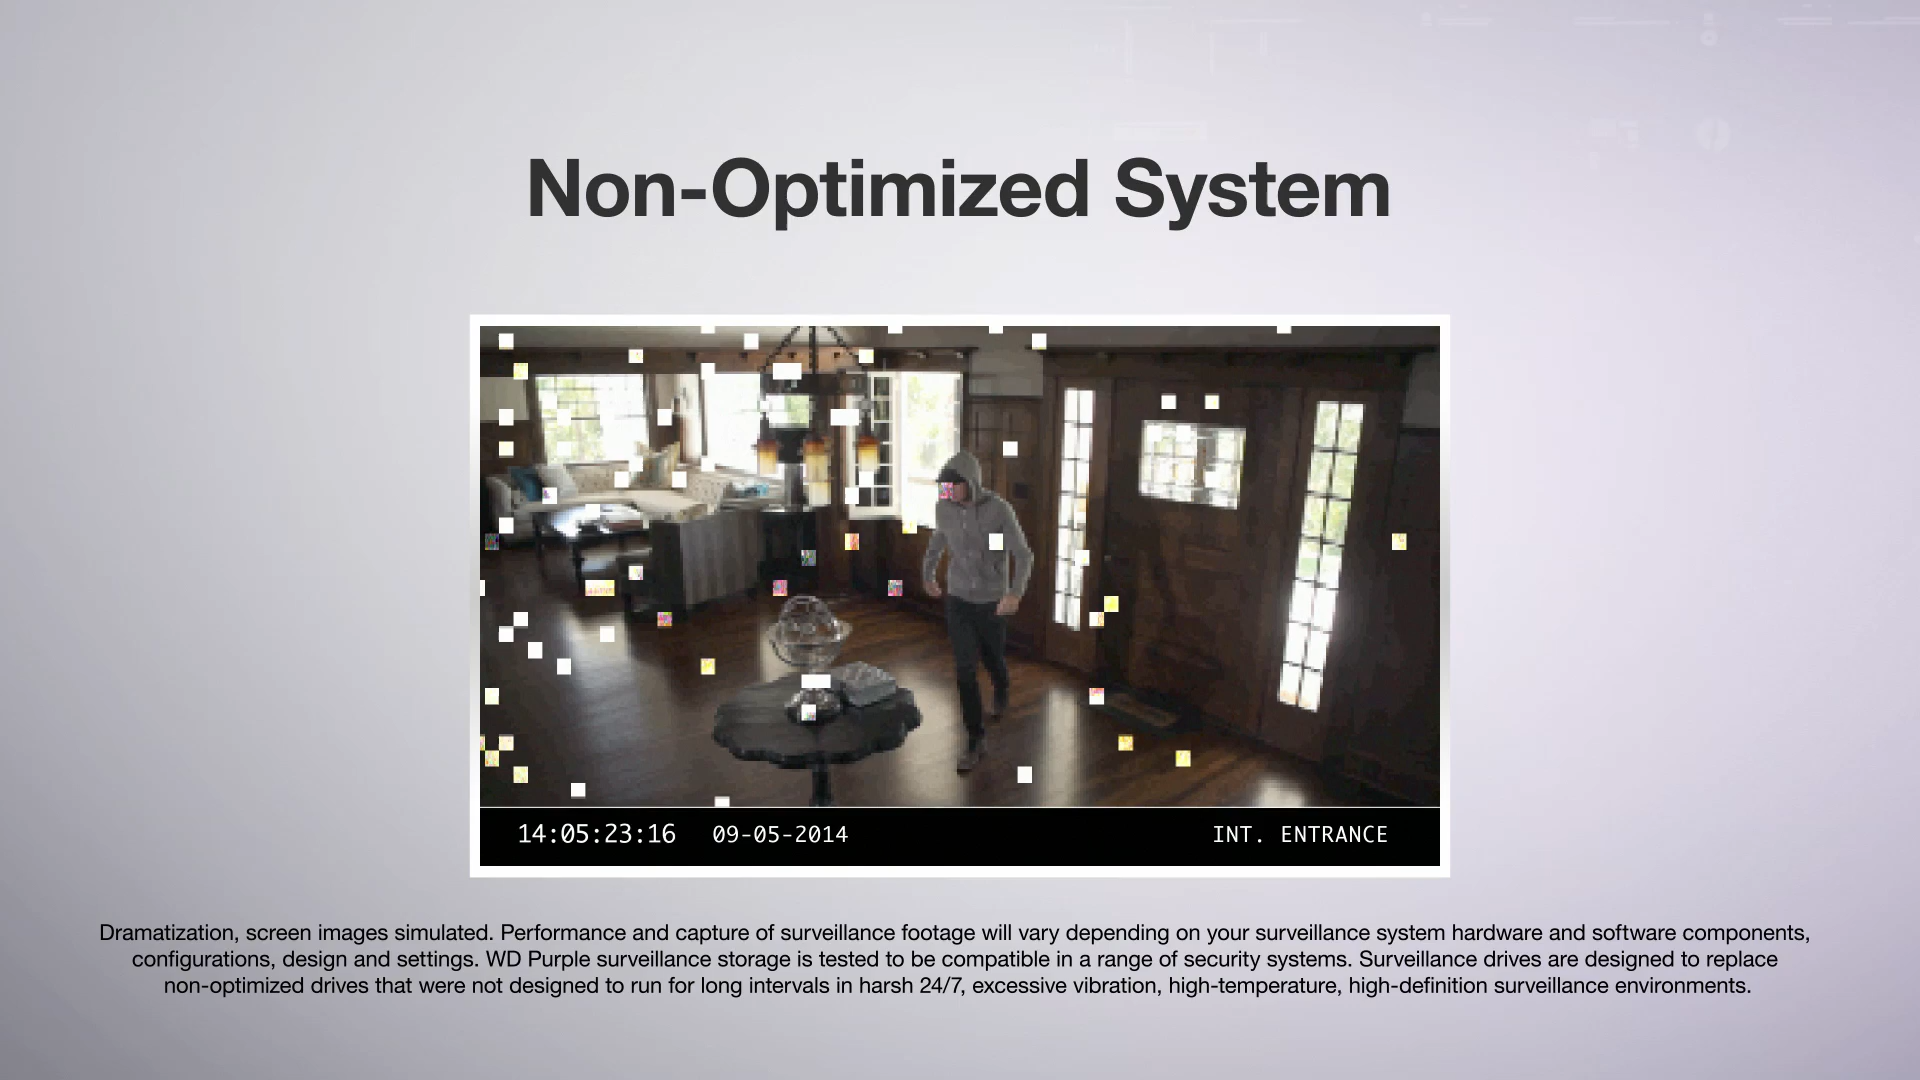 Non-Optimized System
14:05:23:16 09-05-2014 INT. ENTRANCE
Dramatization, screen images simulated. Performance and capture of surveillance footage will vary depending on your surveillance system hardware and software components,
configurations, design and settings. WD Purple surveillance storage is tested to be compatible in a range of security systems. Surveillance drives are designed to replace
non-optimized drives that were not designed to run for long intervals in harsh 24/7, excessive vibration, high-temperature, high-definition surveillance environments.